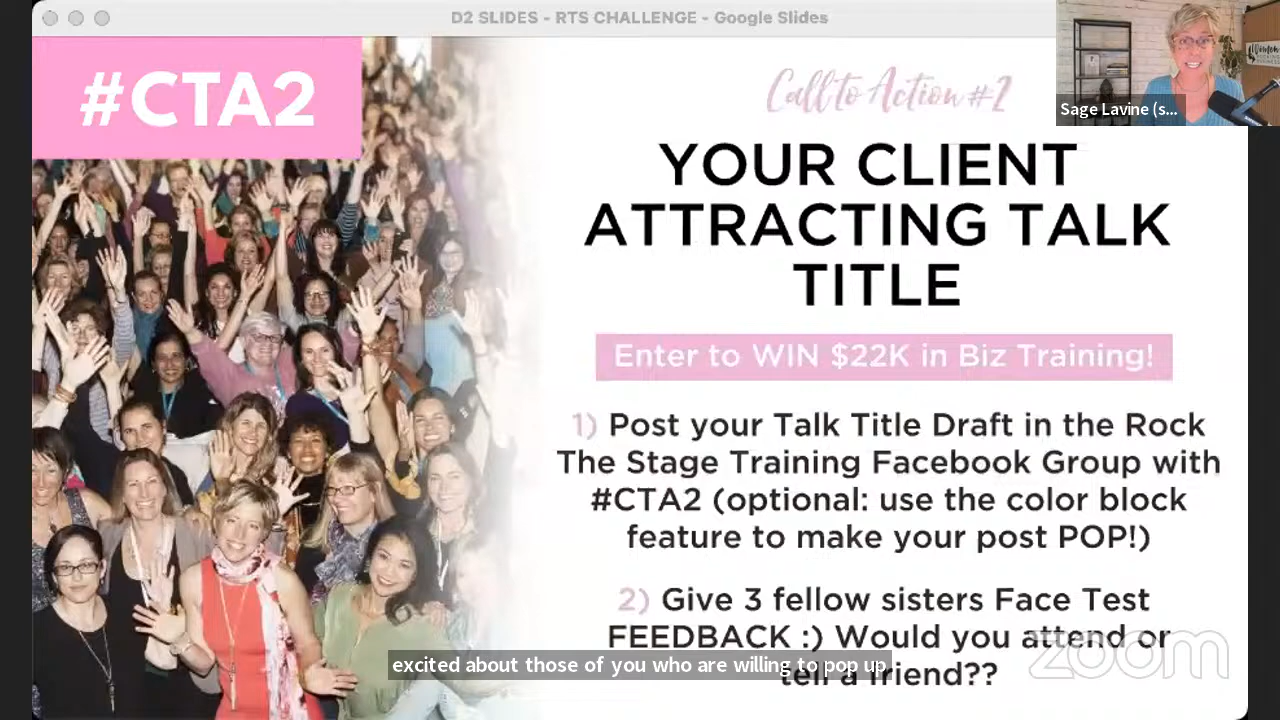 D2 SLIDES - RTS CHALLENGE - Google Slides
#CTA2
Call to Action #2
YOUR CLIENT
ATTRACTING TALK
TITLE
Enter to WIN $22K in Biz Training!
1) Post your Talk Title Draft in the Rock
The Stage Training Facebook Group with
#CTA2 (optional: use the color block
feature to make your post POP!)
2) Give 3 fellow sisters Face Test
FEEDBACK :) Would you attend or
tell a friend??
excited about those of you who are willing to pop up
Sage Lavine (s...
Women
Rocking
Business
zoom